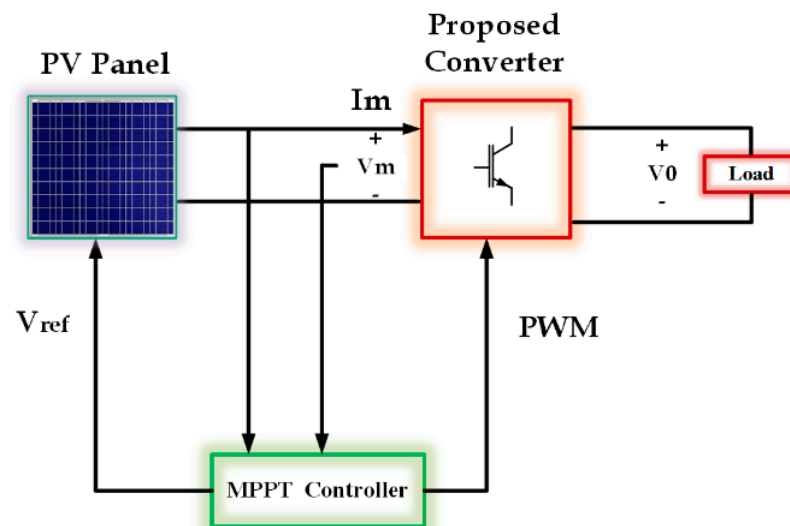 Proposed
Converter
PV Panel
Im
+
Vm
-
+
V0
-
Load
Vref
PWM
MPPT Controller